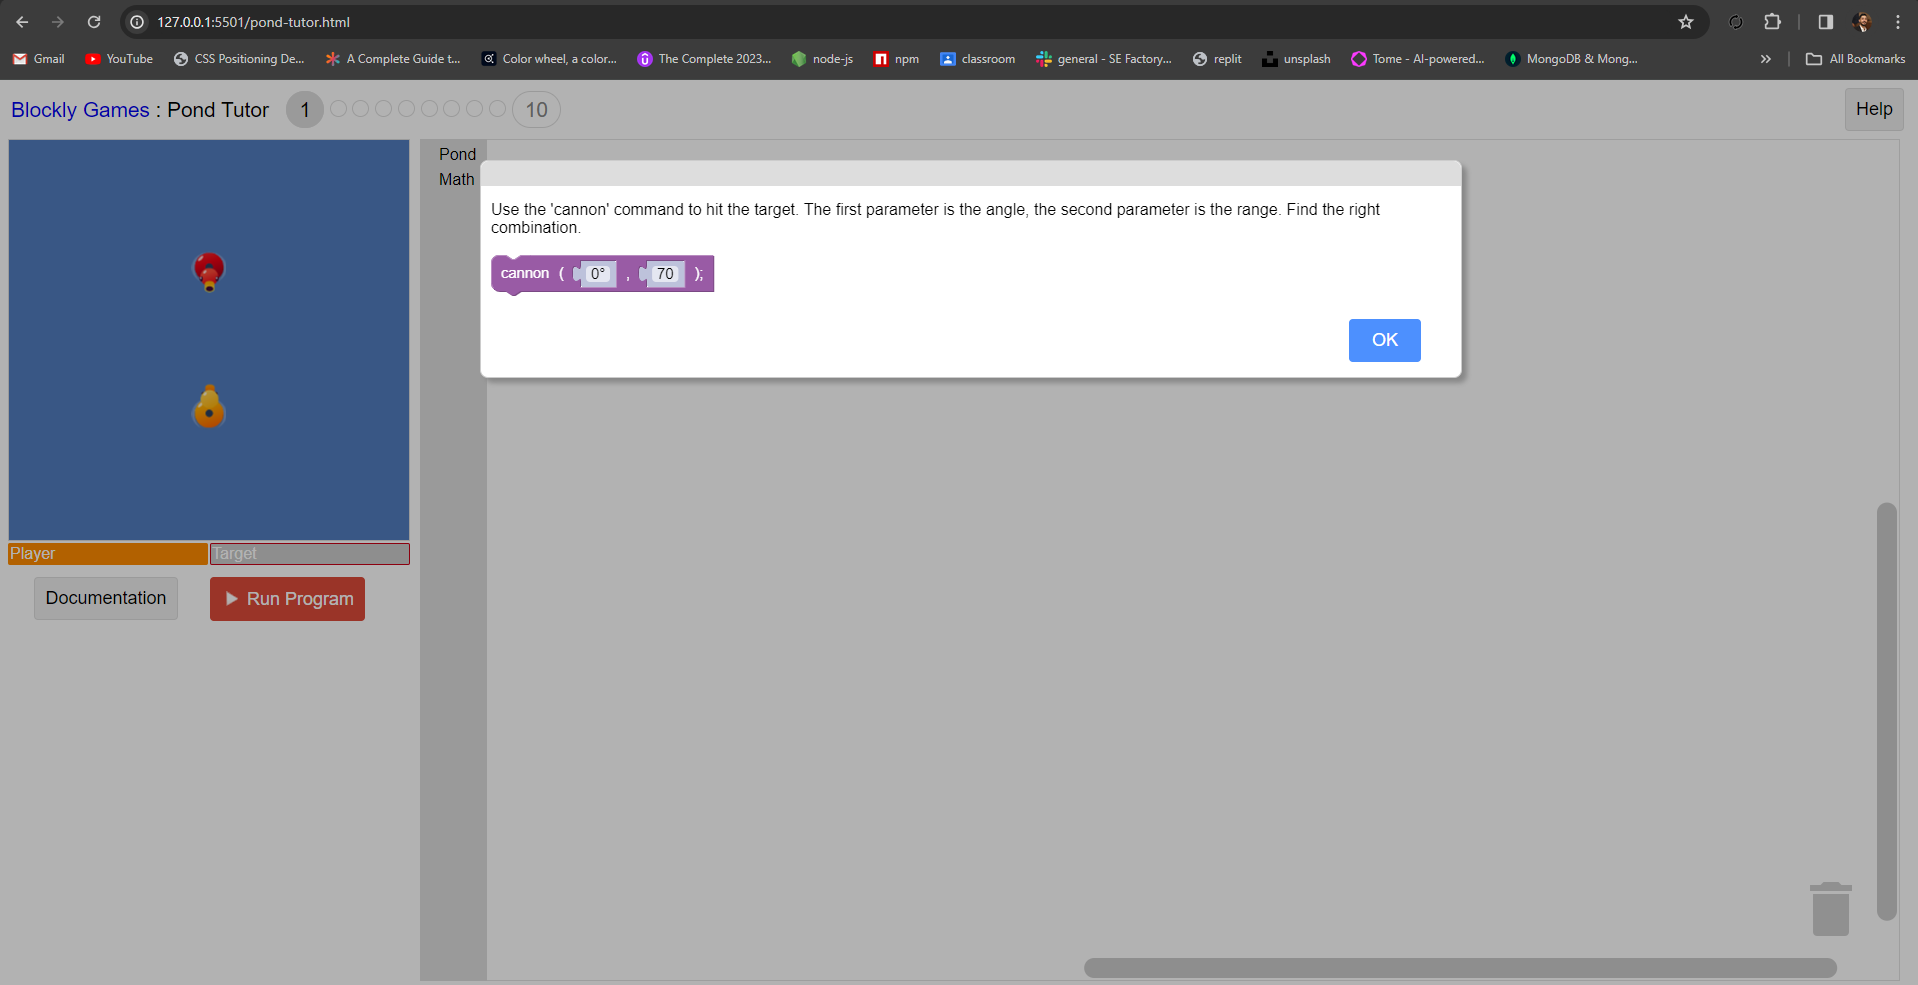 127.0.0.1:5501/pond-tutor.html
Gmail YouTube CSS Positioning De... A Complete Guide t... Color wheel, a color... The Complete 2023... node-js npm classroom general - SE Factory... replit unsplash Tome - AI-powered... MongoDB & Mong... » All Bookmarks
Blockly Games : Pond Tutor 1 10 Help
Pond
Math
Use the 'cannon' command to hit the target. The first parameter is the angle, the second parameter is the range. Find the right
combination.
cannon ( 0° , 70 );
OK
Player Target
Documentation Run Program